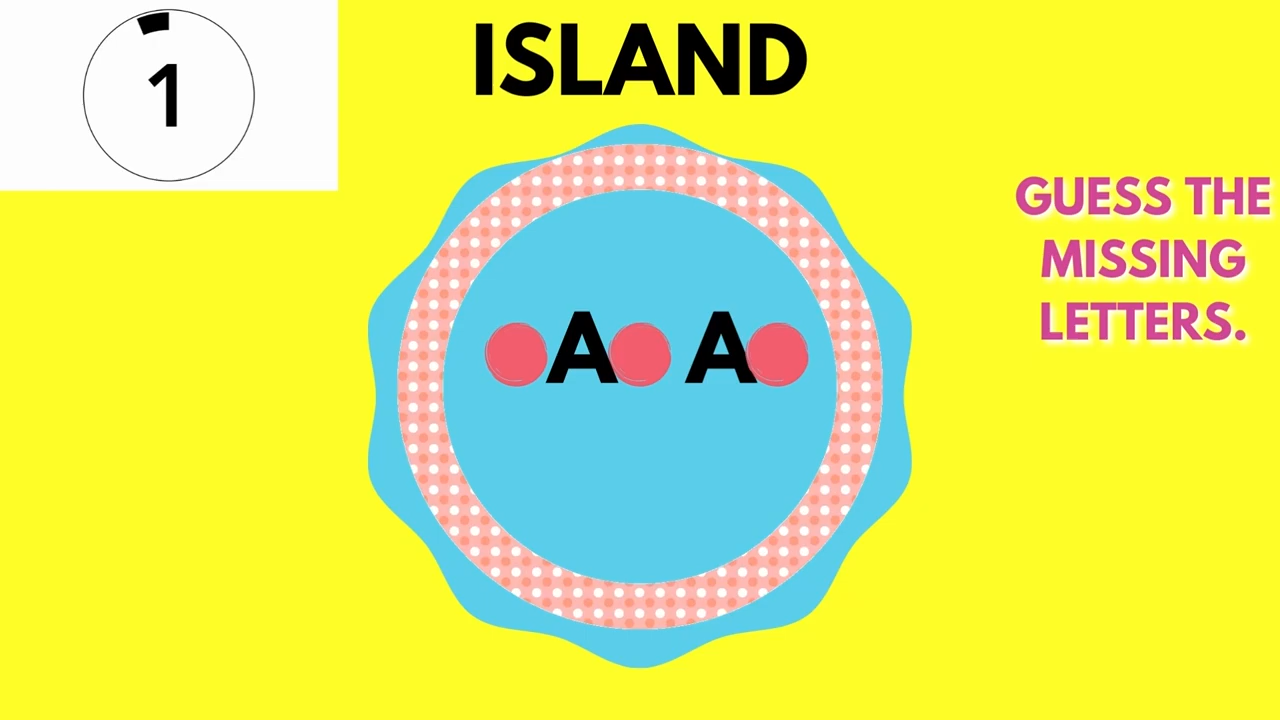 1
ISLAND
GUESS THE
MISSING
LETTERS.
A A